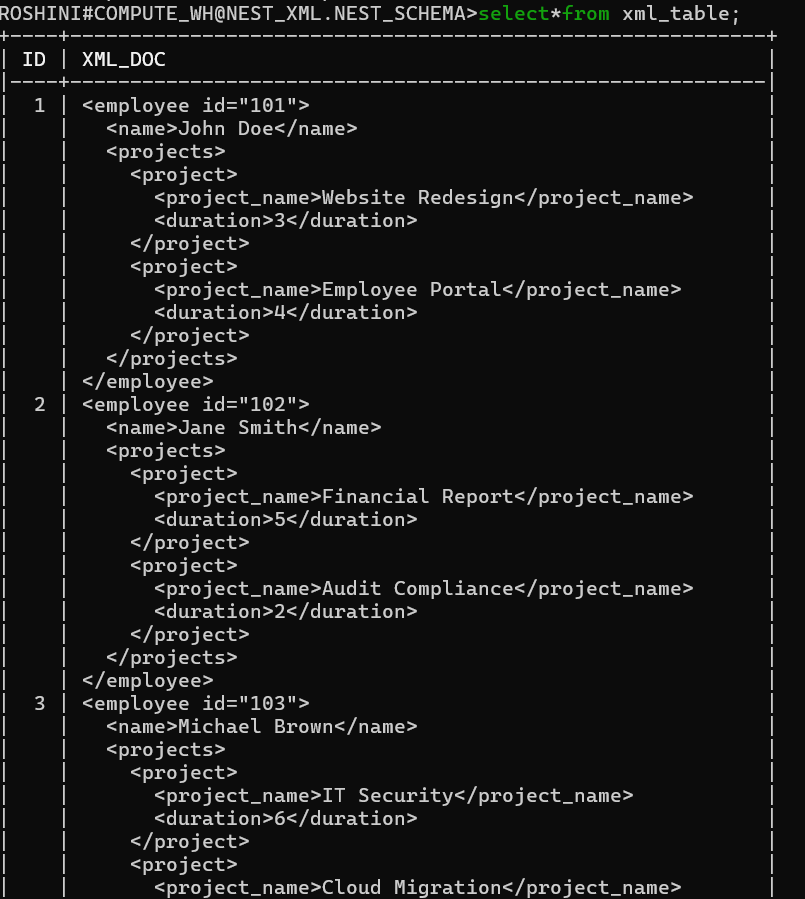 ROSHINI#COMPUTE_WH@NEST_XML.NEST_SCHEMA>select*from xml_table;
+----+----------------------------------------------------------+
| ID | XML_DOC                                                  |
|----+----------------------------------------------------------|
|  1 | <employee id="101">                                      |
|    |   <name>John Doe</name>                                  |
|    |   <projects>                                             |
|    |     <project>                                            |
|    |       <project_name>Website Redesign</project_name>      |
|    |       <duration>3</duration>                             |
|    |     </project>                                           |
|    |     <project>                                            |
|    |       <project_name>Employee Portal</project_name>       |
|    |       <duration>4</duration>                             |
|    |     </project>                                           |
|    |   </projects>                                            |
|    | </employee>                                              |
|  2 | <employee id="102">                                      |
|    |   <name>Jane Smith</name>                                |
|    |   <projects>                                             |
|    |     <project>                                            |
|    |       <project_name>Financial Report</project_name>      |
|    |       <duration>5</duration>                             |
|    |     </project>                                           |
|    |     <project>                                            |
|    |       <project_name>Audit Compliance</project_name>      |
|    |       <duration>2</duration>                             |
|    |     </project>                                           |
|    |   </projects>                                            |
|    | </employee>                                              |
|  3 | <employee id="103">                                      |
|    |   <name>Michael Brown</name>                             |
|    |   <projects>                                             |
|    |     <project>                                            |
|    |       <project_name>IT Security</project_name>           |
|    |       <duration>6</duration>                             |
|    |     </project>                                           |
|    |     <project>                                            |
|    |       <project_name>Cloud Migration</project_name>       |